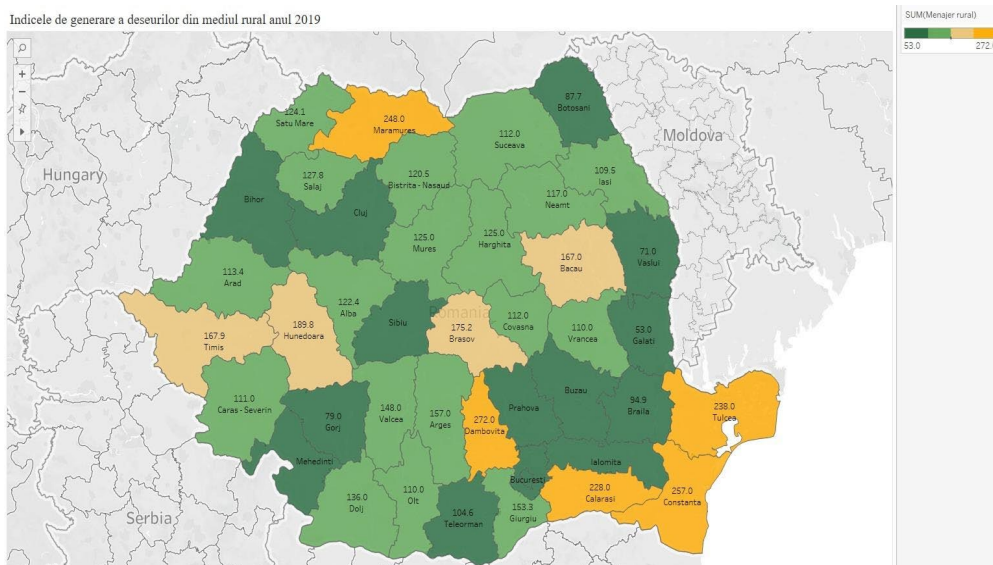 Indicele de generare a deseurilor din mediul rural anul 2019
SUM(Menajer rural)
53.0
272.0
124.1
Satu Mare
248.0
Maramures
87.7
Botosani
112.0
Suceava
Moldova
Hungary
127.8
Salaj
120.5
Bistrita - Nasaud
109.5
Iasi
117.0
Neamt
Bihor
Cluj
125.0
Mures
125.0
Harghita
167.0
Bacau
71.0
Vaslui
113.4
Arad
122.4
Alba
189.8
Hunedoara
Sibiu
Romania
175.2
Brasov
112.0
Covasna
110.0
Vrancea
53.0
Galati
167.9
Timis
111.0
Caras - Severin
79.0
Gorj
148.0
Valcea
157.0
Arges
272.0
Dambovita
Prahova
Buzau
94.9
Braila
238.0
Tulcea
Mehedinti
Ialomita
Bucuresti
228.0
Calarasi
257.0
Constanta
136.0
Dolj
110.0
Olt
104.6
Teleorman
153.3
Giurgiu
Serbia